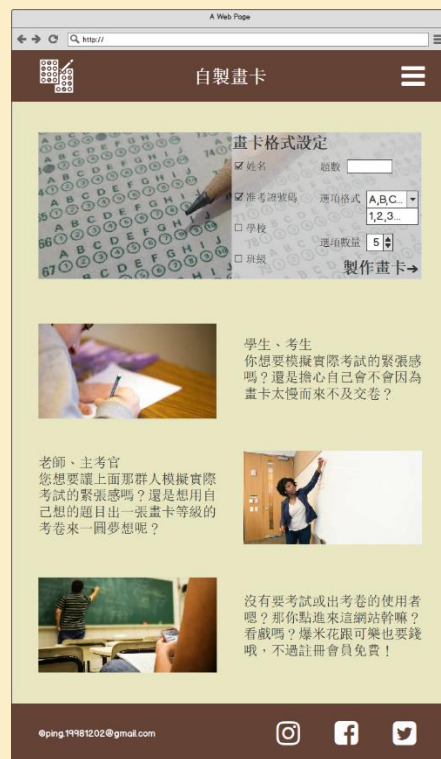 A Web Page
http://
自製畫卡
畫卡格式設定
姓名 題數
准考證號碼 選項格式 A,B,C...
1,2,3...
學校
選項數量 5
班級
製作畫卡→
學生、考生
你想要模擬實際考試的緊張感
嗎？還是擔心自己會不會因為
畫卡太慢而來不及交卷？
老師、主考官
您想要讓上面那群人模擬實際
考試的緊張感嗎？還是想用自
己想的題目出一張畫卡等級的
考卷來一圓夢想呢？
沒有要考試或出考卷的使用者
嗯？那你點進來這網站幹嘛？
看戲嗎？爆米花跟可樂也要錢
哦，不過註冊會員免費！
©ping.19981202@gmail.com